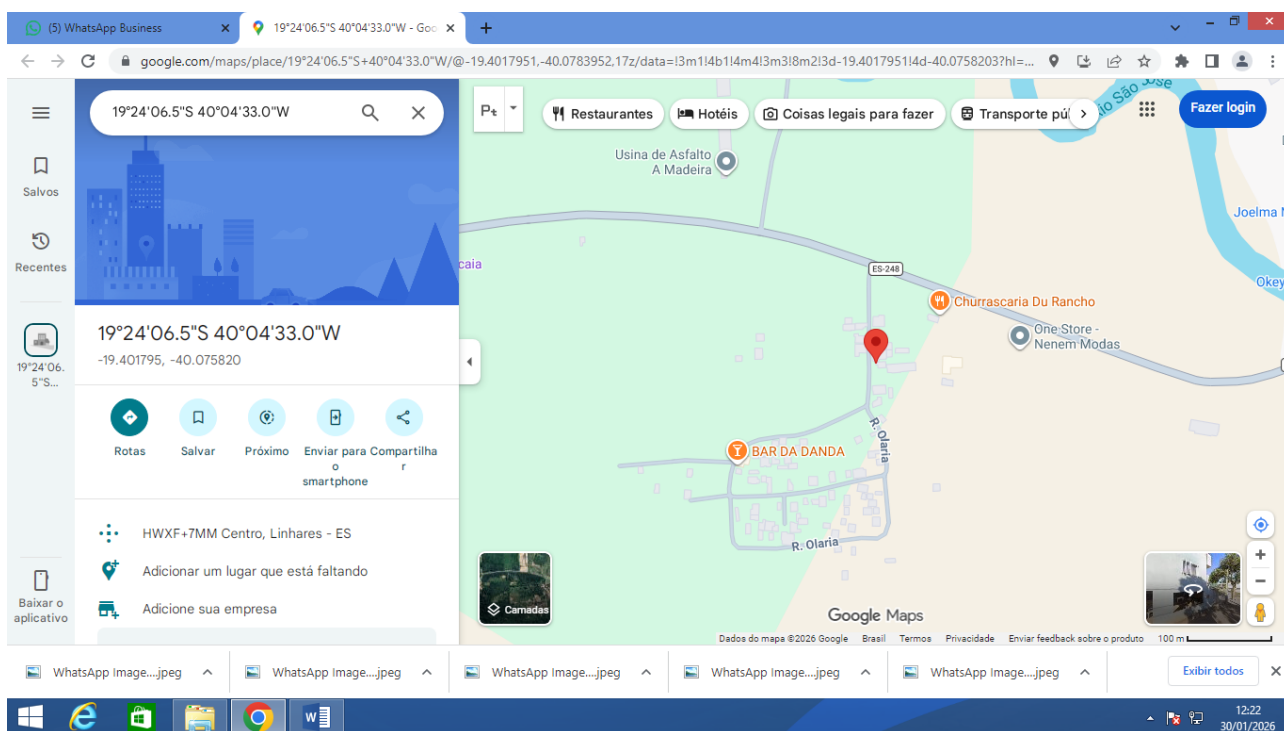 (5) WhatsApp Business
19°24'06.5"S 40°04'33.0"W - Goo
google.com/maps/place/19°24'06.5"S+40°04'33.0"W/@-19.4017951,-40.0783952,17z/data=!3m1!4b1!4m4!3m3!8m2!3d-19.4017951!4d-40.0758203?hl=...
19°24'06.5"S 40°04'33.0"W
Restaurantes
Hotéis
Coisas legais para fazer
Transporte pú
Fazer login
Salvos
Recentes
19°24'06.
5"S...
Baixar o
aplicativo
19°24'06.5"S 40°04'33.0"W
-19.401795, -40.075820
Rotas
Salvar
Próximo
Enviar para
o
smartphone
Compartilha
r
HWXF+7MM Centro, Linhares - ES
Adicionar um lugar que está faltando
Adicione sua empresa
Usina de Asfalto
A Madeira
São José
Joelma
Okey
caia
ES-248
Churrascaria Du Rancho
One Store -
Nenem Modas
R. Olaria
BAR DA DANDA
R. Olaria
Camadas
Google Maps
Dados do mapa ©2026 Google Brasil Termos Privacidade Enviar feedback sobre o produto 100 m
WhatsApp Image....jpeg
WhatsApp Image....jpeg
WhatsApp Image....jpeg
WhatsApp Image....jpeg
WhatsApp Image....jpeg
Exibir todos
12:22
30/01/2026